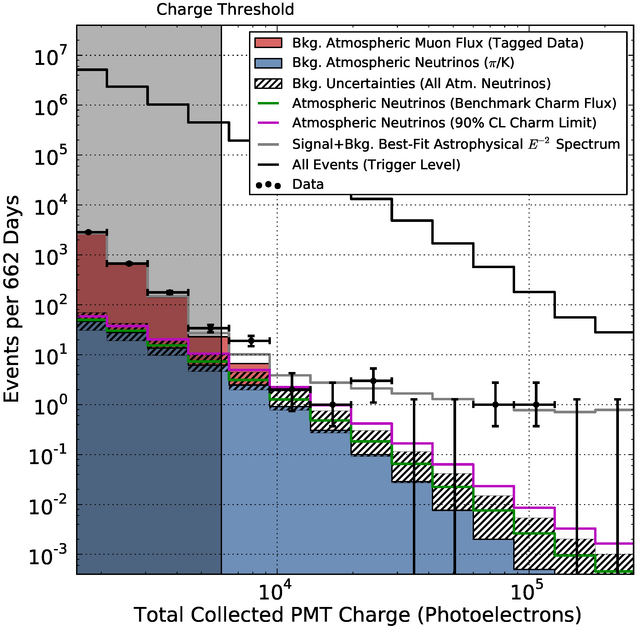 Charge Threshold
Bkg. Atmospheric Muon Flux (Tagged Data)
Bkg. Atmospheric Neutrinos (π/K)
Bkg. Uncertainties (All Atm. Neutrinos)
Atmospheric Neutrinos (Benchmark Charm Flux)
Atmospheric Neutrinos (90% CL Charm Limit)
Signal+Bkg. Best-Fit Astrophysical E⁻² Spectrum
All Events (Trigger Level)
Data
Events per 662 Days
10⁷
10⁶
10⁵
10⁴
10³
10²
10¹
10⁰
10⁻¹
10⁻²
10⁻³
10⁴ 10⁵
Total Collected PMT Charge (Photoelectrons)